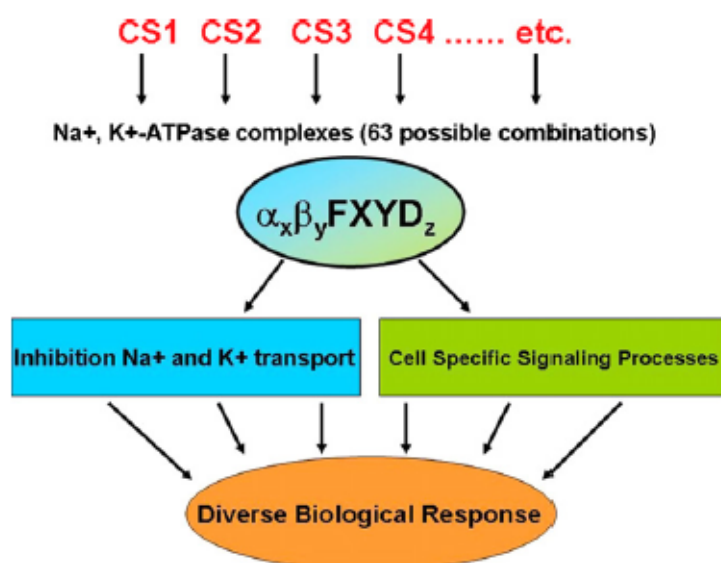 CS1 CS2 CS3 CS4 ...... etc.
Na+, K+-ATPase complexes (63 possible combinations)
αxβyFXYDz
Inhibition Na+ and K+ transport
Cell Specific Signaling Processes
Diverse Biological Response